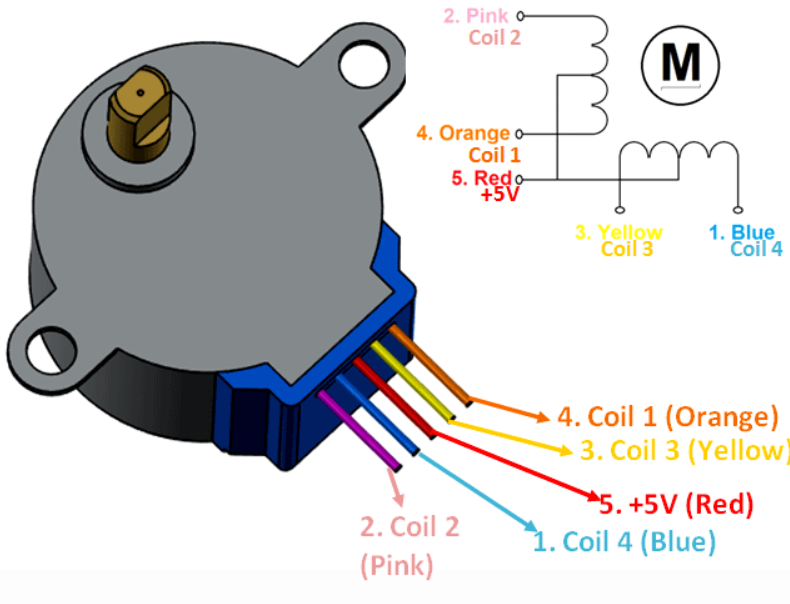 2. Pink
Coil 2
M
4. Orange
Coil 1
5. Red
+5V
3. Yellow
Coil 3
1. Blue
Coil 4
4. Coil 1 (Orange)
3. Coil 3 (Yellow)
5. +5V (Red)
1. Coil 4 (Blue)
2. Coil 2
(Pink)